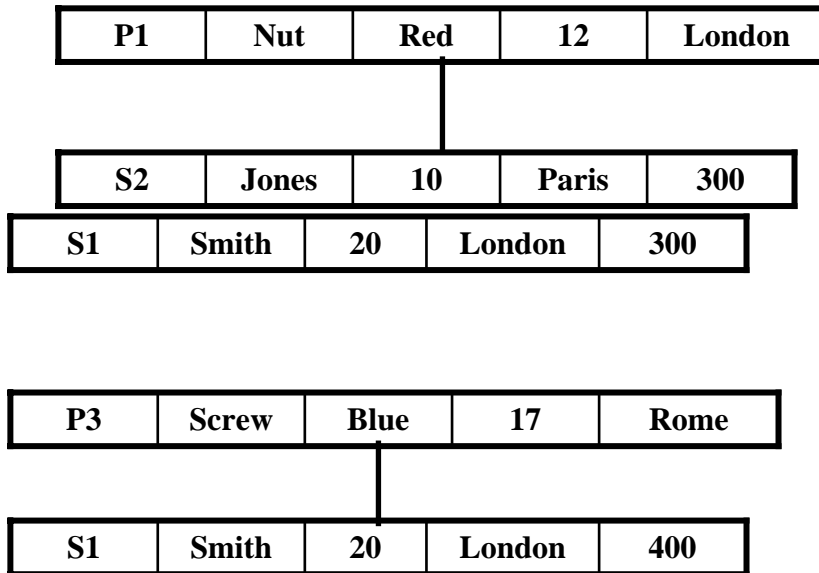 P1 Nut Red 12 London
S2 Jones 10 Paris 300
S1 Smith 20 London 300
P3 Screw Blue 17 Rome
S1 Smith 20 London 400